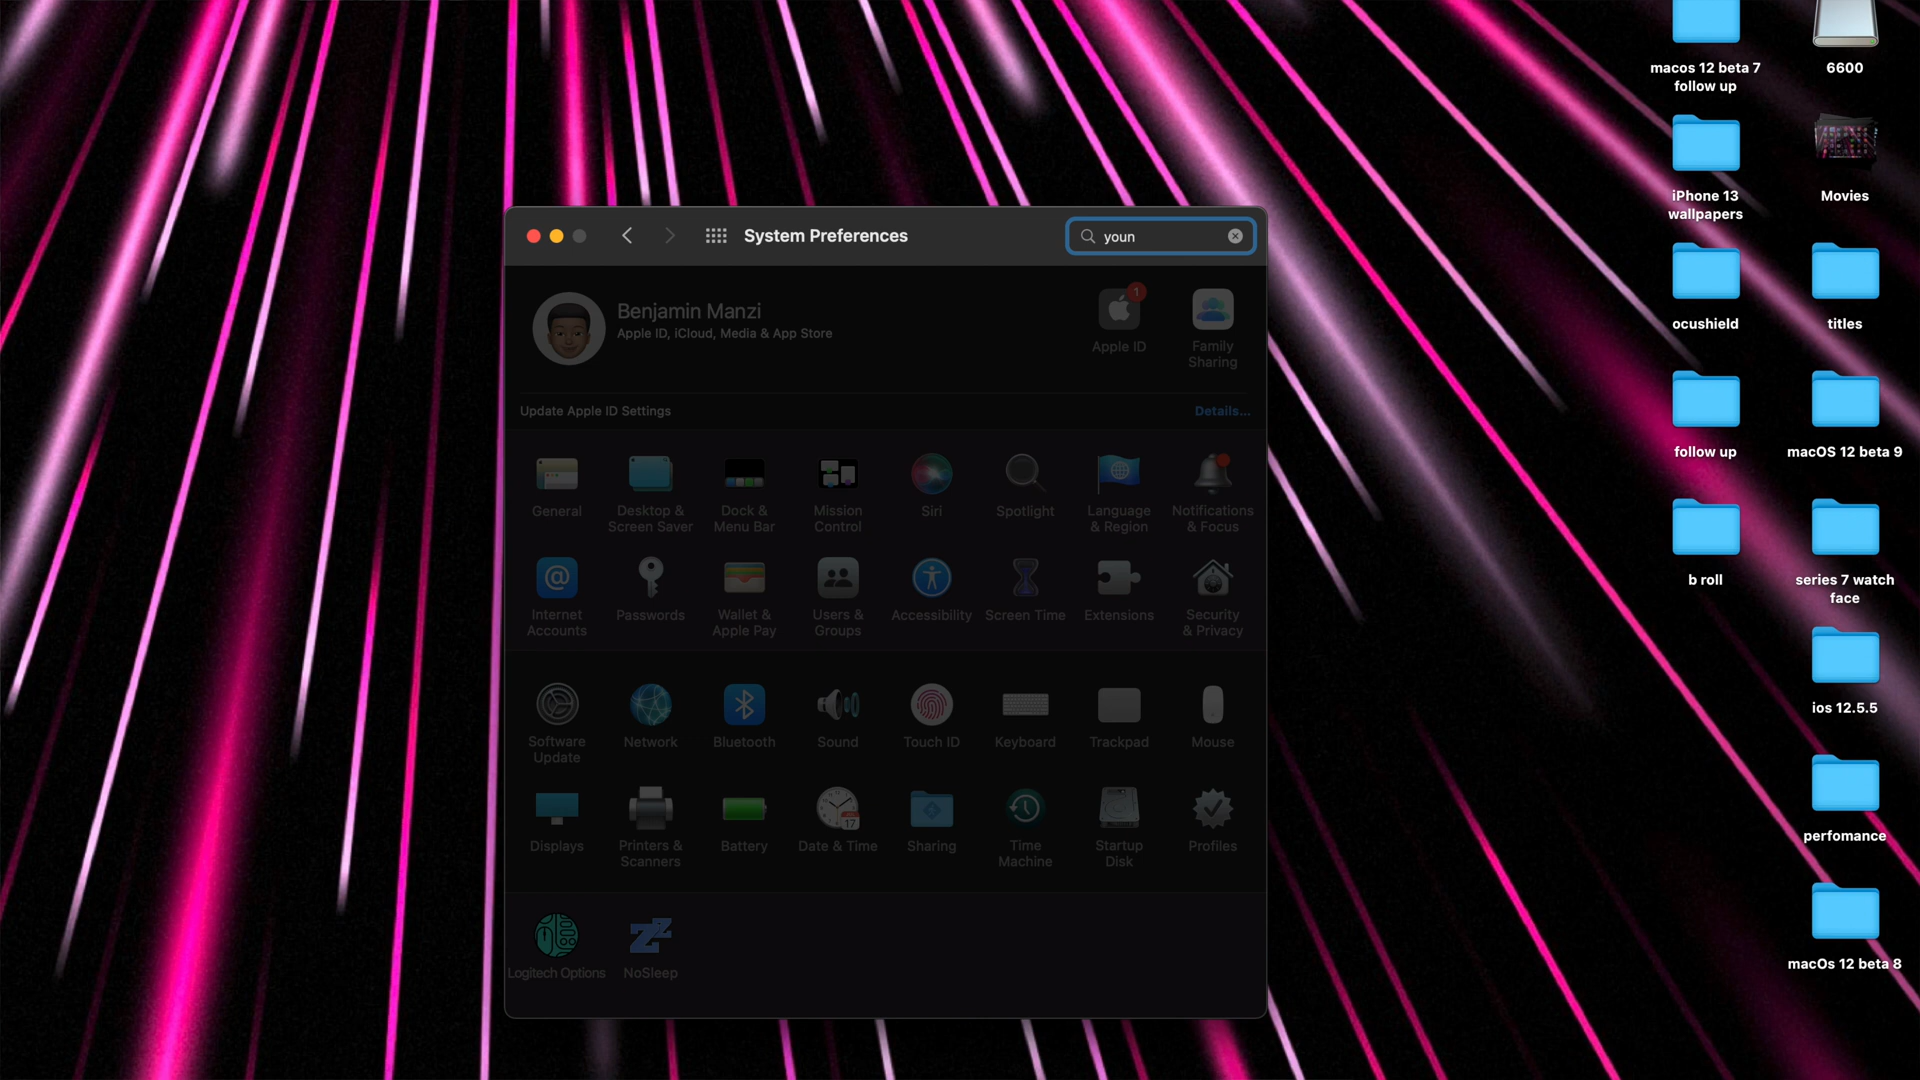 System Preferences
youn
Benjamin Manzi
Apple ID, iCloud, Media & App Store
1
Apple ID
Family
Sharing
Update Apple ID Settings
Details...
General
Desktop &
Screen Saver
Dock &
Menu Bar
Mission
Control
Siri
Spotlight
Language
& Region
Notifications
& Focus
Internet
Accounts
Passwords
Wallet &
Apple Pay
Users &
Groups
Accessibility
Screen Time
Extensions
Security
& Privacy
Software
Update
Network
Bluetooth
Sound
Touch ID
Keyboard
Trackpad
Mouse
Displays
Printers &
Scanners
Battery
17
Date & Time
Sharing
Time
Machine
Startup
Disk
Profiles
Logitech Options
NoSleep
macos 12 beta 7
follow up
6600
iPhone 13
wallpapers
Movies
ocushield
titles
follow up
macOS 12 beta 9
b roll
series 7 watch
face
ios 12.5.5
perfomance
macOs 12 beta 8